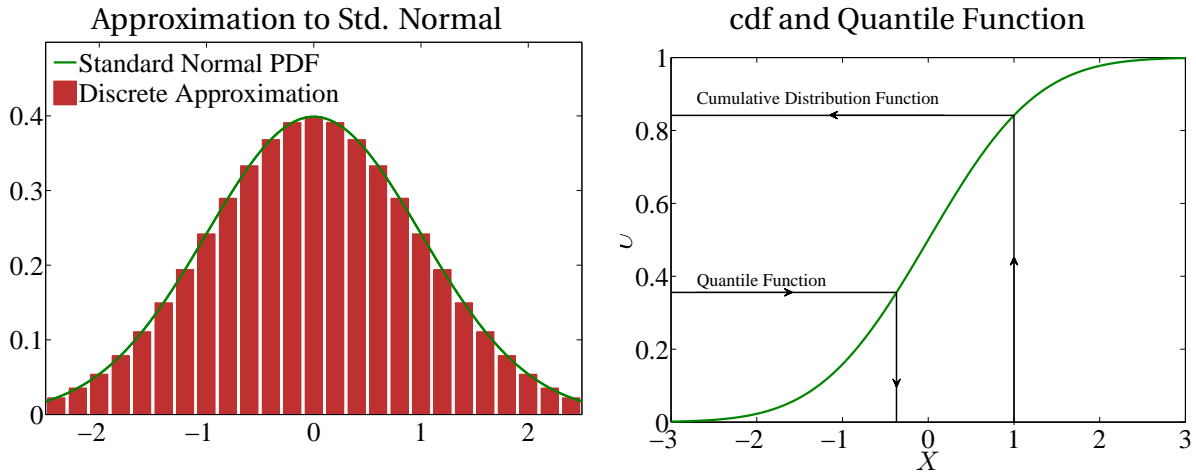 Approximation to Std. Normal
Standard Normal PDF
Discrete Approximation
0.4
0.3
0.2
0.1
0
−2
−1
0
1
2
cdf and Quantile Function
1
0.8
0.6
0.4
0.2
0
U
Cumulative Distribution Function
Quantile Function
−3
−2
−1
0
1
2
3
X